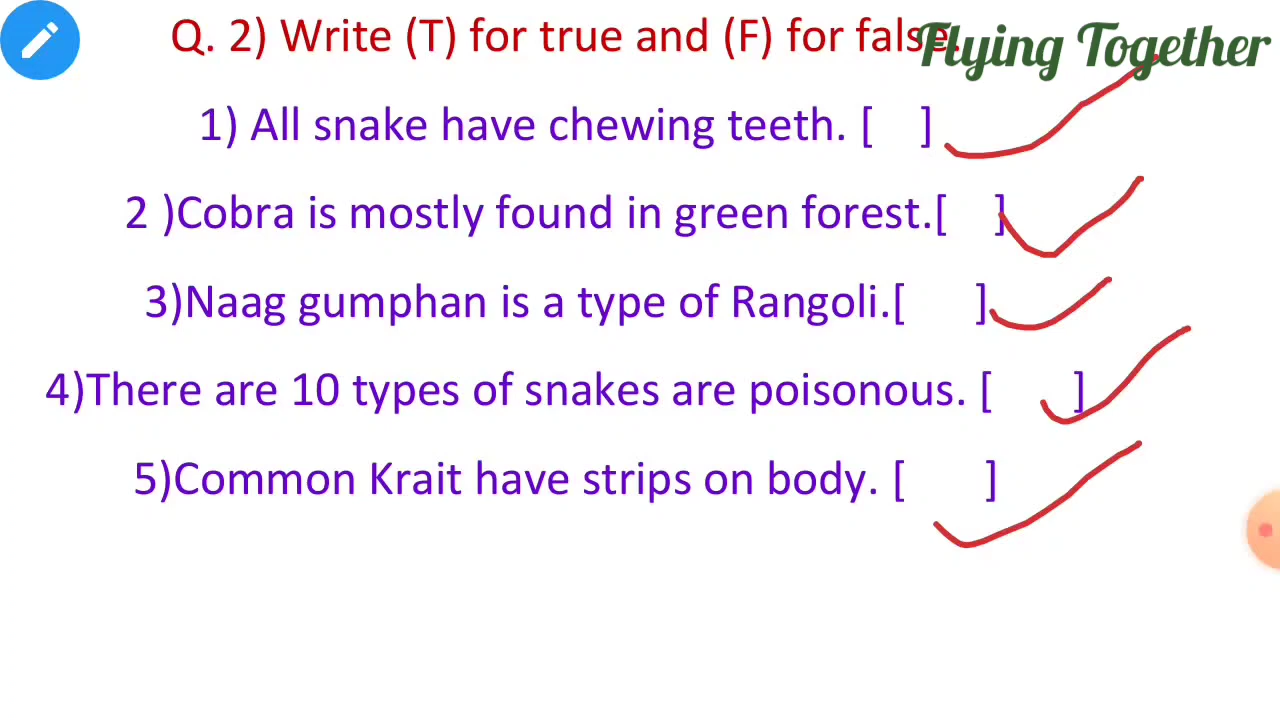 Q. 2) Write (T) for true and (F) for false.
Flying Together
1) All snake have chewing teeth. [ ]
2 )Cobra is mostly found in green forest.[ ]
3)Naag gumphan is a type of Rangoli.[ ]
4)There are 10 types of snakes are poisonous. [ ]
5)Common Krait have strips on body. [ ]